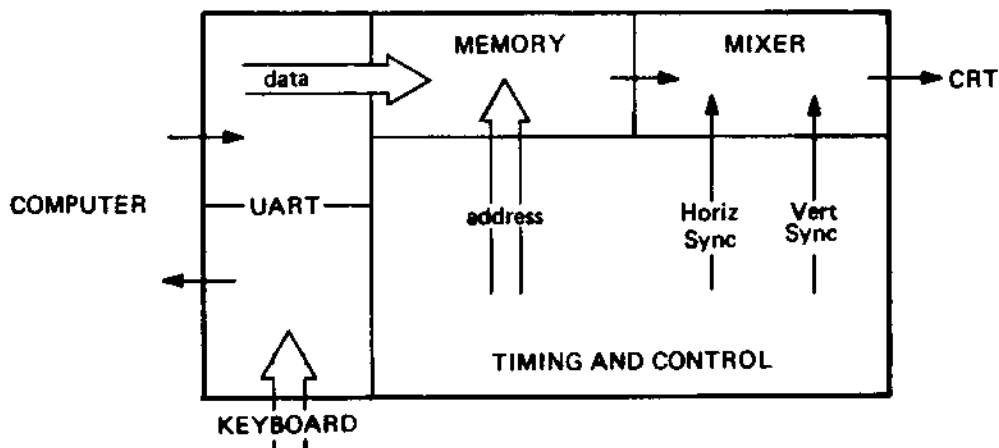 MEMORY
MIXER
data
CRT
COMPUTER
UART
address
Horiz
Sync
Vert
Sync
TIMING AND CONTROL
KEYBOARD